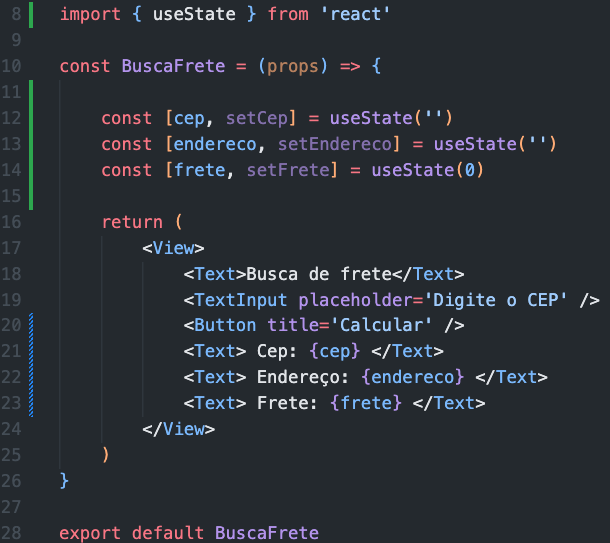 8 import { useState } from 'react'
9
10 const BuscaFrete = (props) => {
11
12 const [cep, setCep] = useState('')
13 const [endereco, setEndereco] = useState('')
14 const [frete, setFrete] = useState(0)
15
16 return (
17 <View>
18 <Text>Busca de frete</Text>
19 <TextInput placeholder='Digite o CEP' />
20 <Button title='Calcular' />
21 <Text> Cep: {cep} </Text>
22 <Text> Endereço: {endereco} </Text>
23 <Text> Frete: {frete} </Text>
24 </View>
25 )
26 }
27
28 export default BuscaFrete